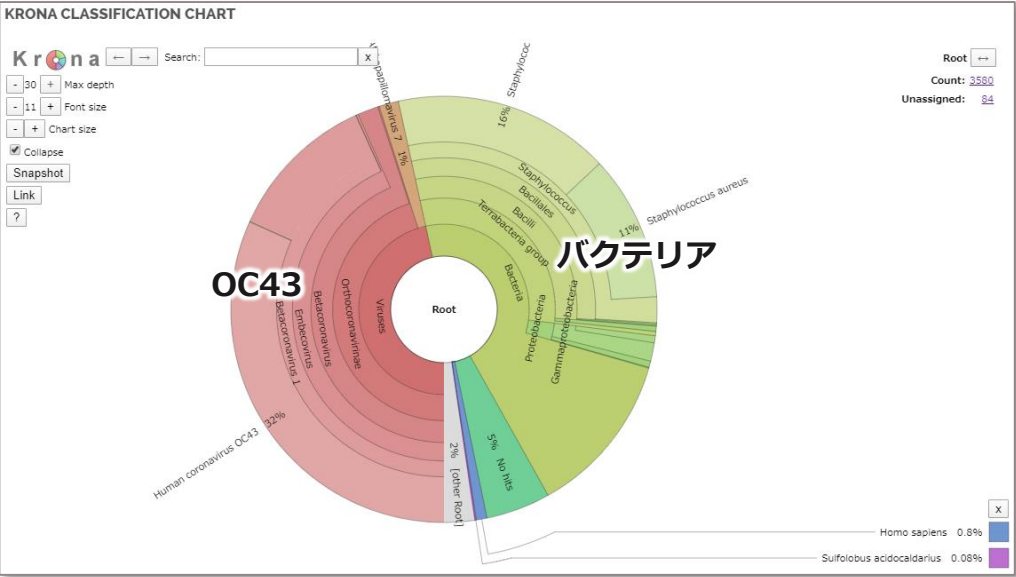 KRONA CLASSIFICATION CHART
Krona
← →
Search:
x
Root ↔
- 30 + Max depth
Count: 3580
- 11 + Font size
Unassigned: 84
- + Chart size
Collapse
Snapshot
Link
?
papillomavirus 7 1%
16% Staphylococ
Staphylococcus
Bacillales
Bacilli
Terrabacteria group
Bacteria
11% Staphylococcus aureus
バクテリア
OC43
Proteobacteria
Gammaproteobacteria
Root
Viruses
Orthocoronavirinae
Betacoronavirus
Embecovirus
Betacoronavirus 1
Human coronavirus OC43 32%
2% [other Root]
5% No hits
x
Homo sapiens 0.8%
Sulfolobus acidocaldarius 0.08%